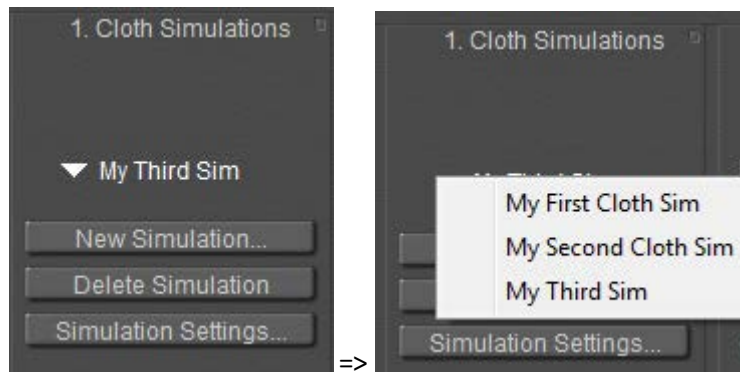 1. Cloth Simulations
My Third Sim
New Simulation...
Delete Simulation
Simulation Settings...
=>
1. Cloth Simulations
My First Cloth Sim
My Second Cloth Sim
My Third Sim
Simulation Settings...